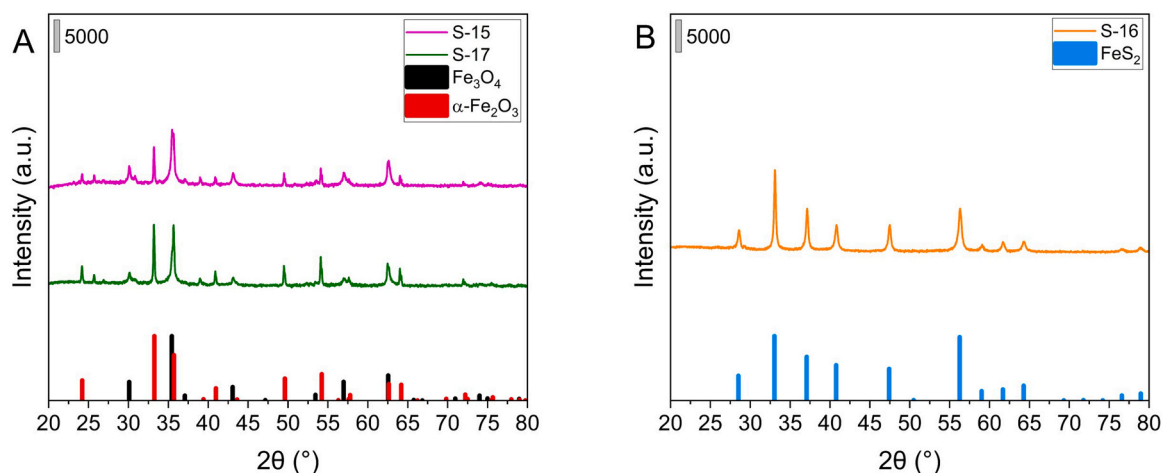 A
5000
S-15
S-17
Fe₃O₄
α-Fe₂O₃
Intensity (a.u.)
20 25 30 35 40 45 50 55 60 65 70 75 80
2θ (°)
B
5000
S-16
FeS₂
Intensity (a.u.)
20 25 30 35 40 45 50 55 60 65 70 75 80
2θ (°)